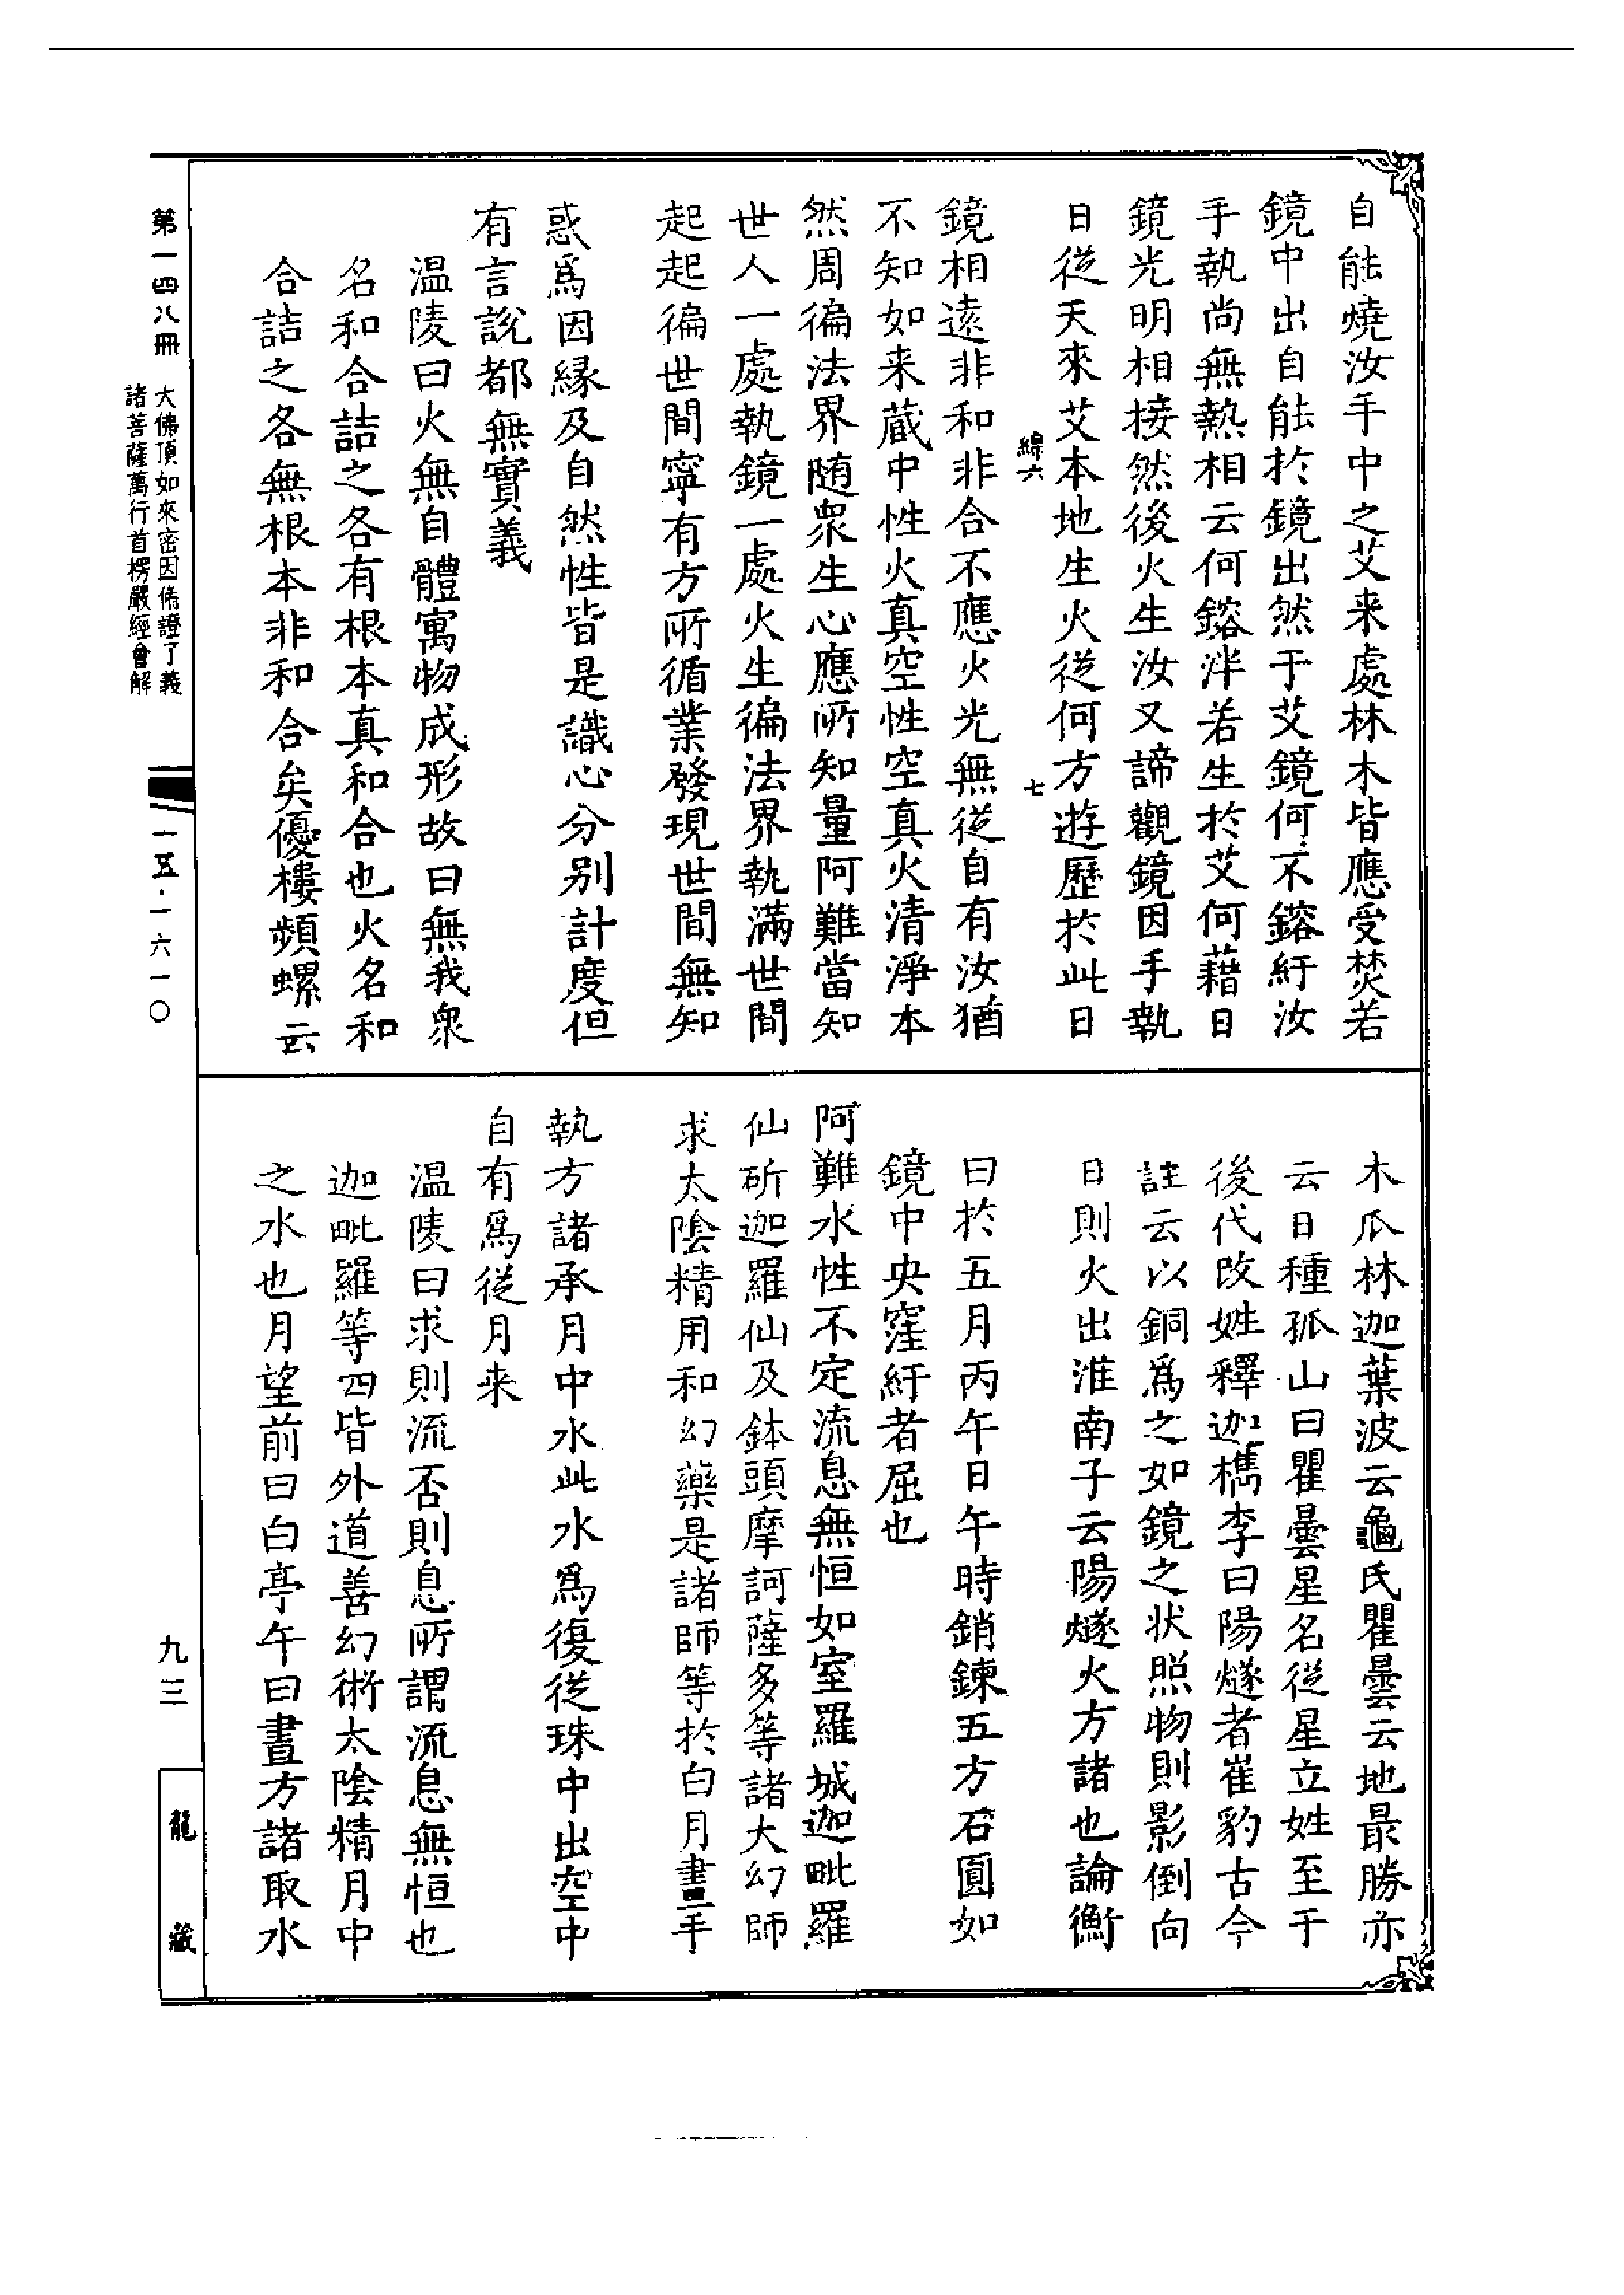 自能燒汝手中之艾来處林木皆應受焚若
鏡中出自能於鏡出然于艾鏡何不鎔紆汝
手執尚無熱相云何鎔泮若生於艾何藉日
鏡光明相接然後火生汝又諦觀鏡因手執
日從天來艾本地生火從何方遊歷於此日
綿六
七
鏡相遠非和非合不應火光無從自有汝猶
不知如来蔵中性火真空性空真火清淨本
然周徧法界随眾生心應所知量阿難當知
世人一處執鏡一處火生徧法界執滿世間
起起徧世間寧有方所循業發現世間無知
惑爲因縁及自然性皆是識心分別計度但
有言說都無實義
温陵曰火無自體寓物成形故曰無我衆
名和合詰之各有根本真和合也火名和
合詰之各無根本非和合矣優樓頻螺云
木瓜林迦葉波云龜氏瞿曇云地最勝亦
云日種孤山曰瞿曇星名從星立姓至于
後代改姓釋迦檇李曰陽燧者崔豹古今
註云以銅爲之如鏡之状照物則影倒向
日則火出淮南子云陽燧火方諸也論衡
曰於五月丙午日午時銷鍊五方石圓如
鏡中央窪紆者屈也
阿難水性不定流息無恒如室羅城迦毗羅
仙斫迦羅仙及鉢頭摩訶薩多等諸大幻師
求太陰精用和幻藥是諸師等於白月晝手
執方諸承月中水此水爲復從珠中出空中
自有爲從月来
温陵曰求則流否則息所謂流息無恒也
迦毗羅等四皆外道善幻術太陰精月中
之水也月望前曰白亭午曰晝方諸取水
第一四八冊
大佛頂如來密因脩證了義
諸菩薩萬行首楞嚴經會解
一五·一六一〇
九三
龍藏